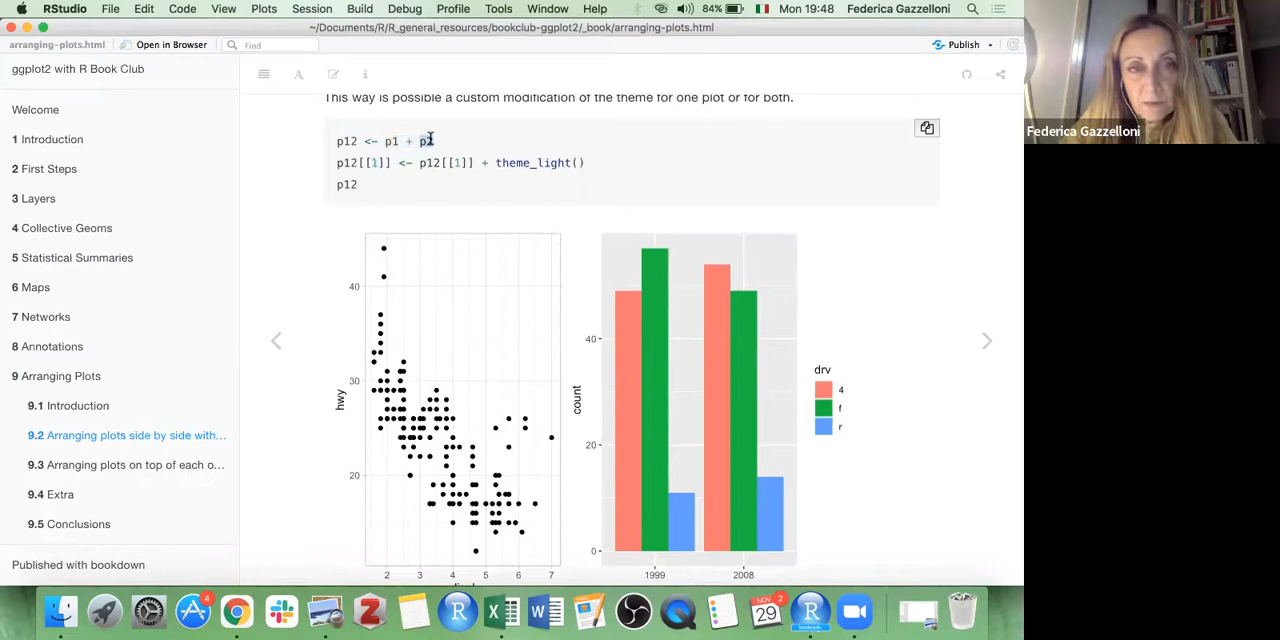 RStudio File Edit Code View Plots Session Build Debug Profile Tools Window Help 84% Mon 19:48 Federica Gazzelloni
~/Documents/R/R_general_resources/bookclub-ggplot2/_book/arranging-plots.html
arranging-plots.html Open in Browser Find Publish
ggplot2 with R Book Club
Welcome
1 Introduction
2 First Steps
3 Layers
4 Collective Geoms
5 Statistical Summaries
6 Maps
7 Networks
8 Annotations
9 Arranging Plots
9.1 Introduction
9.2 Arranging plots side by side with...
9.3 Arranging plots on top of each o...
9.4 Extra
9.5 Conclusions
Published with bookdown
This way is possible a custom modification of the theme for one plot or for both.
p12 <- p1 + p2
p12[[1]] <- p12[[1]] + theme_light()
p12
hwy
40
30
20
2 3 4 5 6 7
count
40
20
0
1999 2008
drv
4
f
r
Federica Gazzelloni
4
NOV 2
29